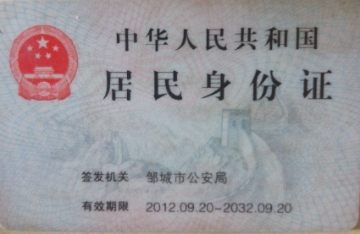 中华人民共和国
居民身份证
签发机关 邹城市公安局
有效期限 2012.09.20-2032.09.20